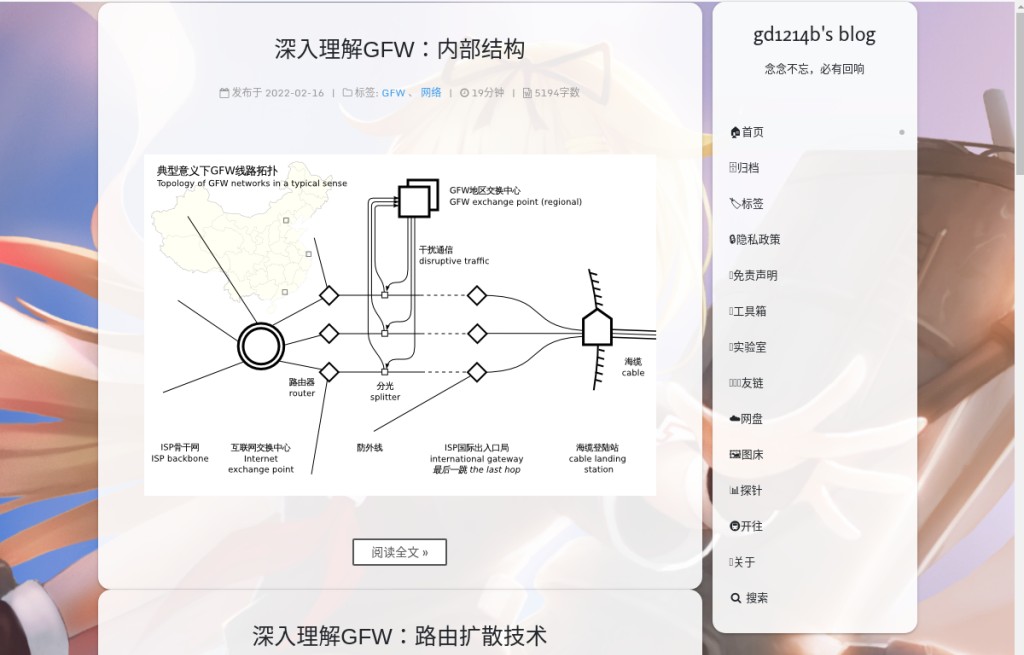 深入理解GFW：内部结构
发布于 2022-02-16 | 标签: GFW 、 网络 | 19分钟 | 5194字数
典型意义下GFW线路拓扑
Topology of GFW networks in a typical sense
GFW地区交换中心
GFW exchange point (regional)
干扰通信
disruptive traffic
路由器
router
分光
splitter
海缆
cable
ISP骨干网
ISP backbone
互联网交换中心
Internet
exchange point
防外线
ISP国际出入口局
international gateway
最后一跳 the last hop
海缆登陆站
cable landing
station
阅读全文 »
深入理解GFW：路由扩散技术
gd1214b's blog
念念不忘，必有回响
首页
归档
标签
隐私政策
免责声明
工具箱
实验室
友链
网盘
图床
探针
开往
关于
搜索